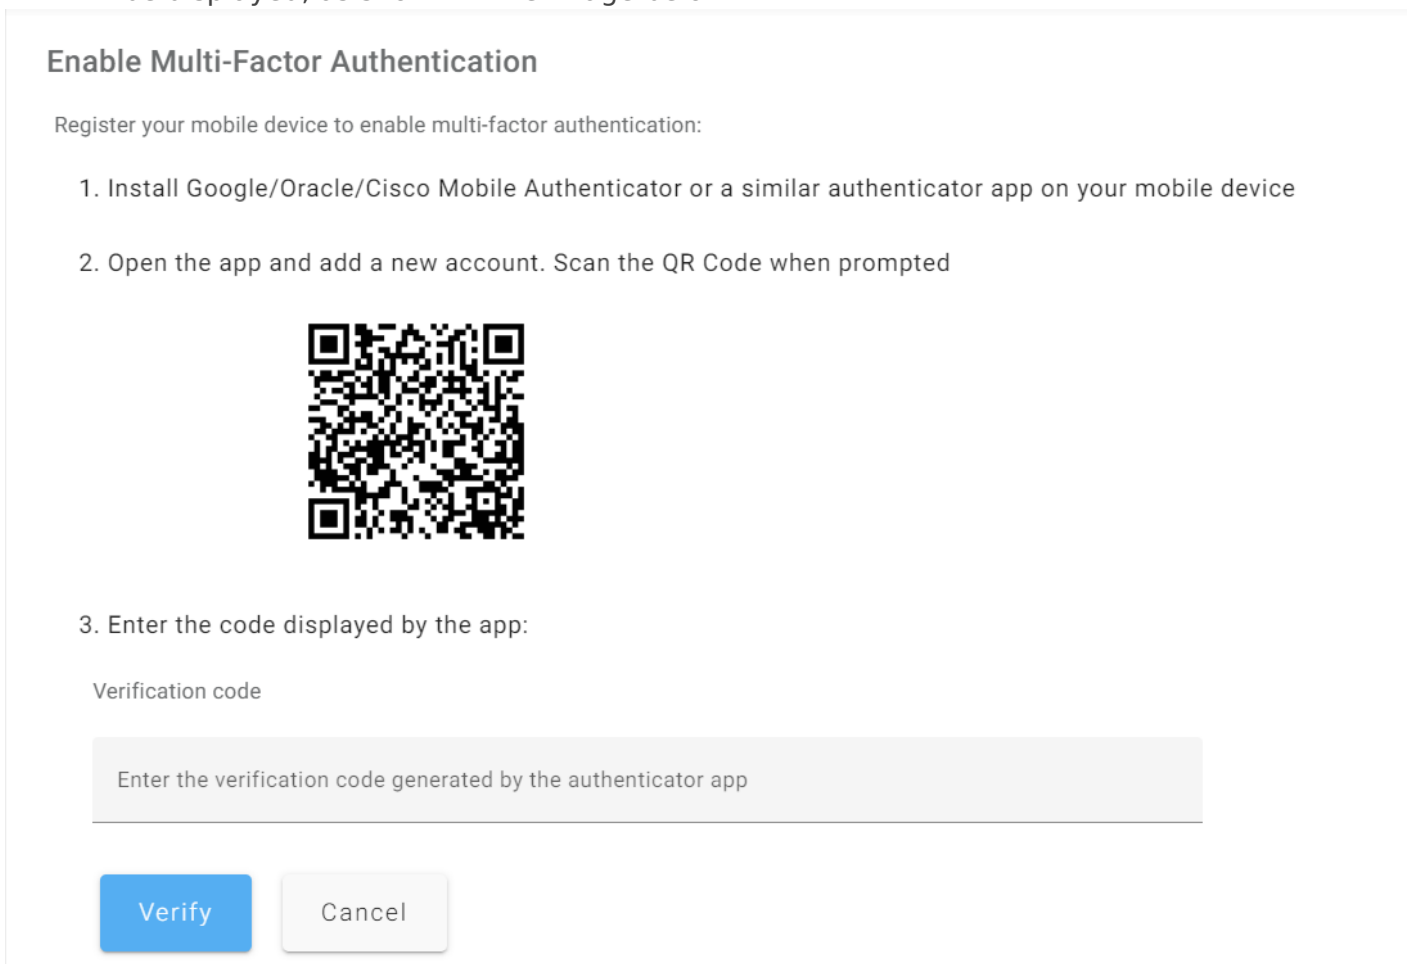 Enable Multi-Factor Authentication
Register your mobile device to enable multi-factor authentication:
1. Install Google/Oracle/Cisco Mobile Authenticator or a similar authenticator app on your mobile device
2. Open the app and add a new account. Scan the QR Code when prompted
3. Enter the code displayed by the app:
Verification code
Enter the verification code generated by the authenticator app
Verify Cancel